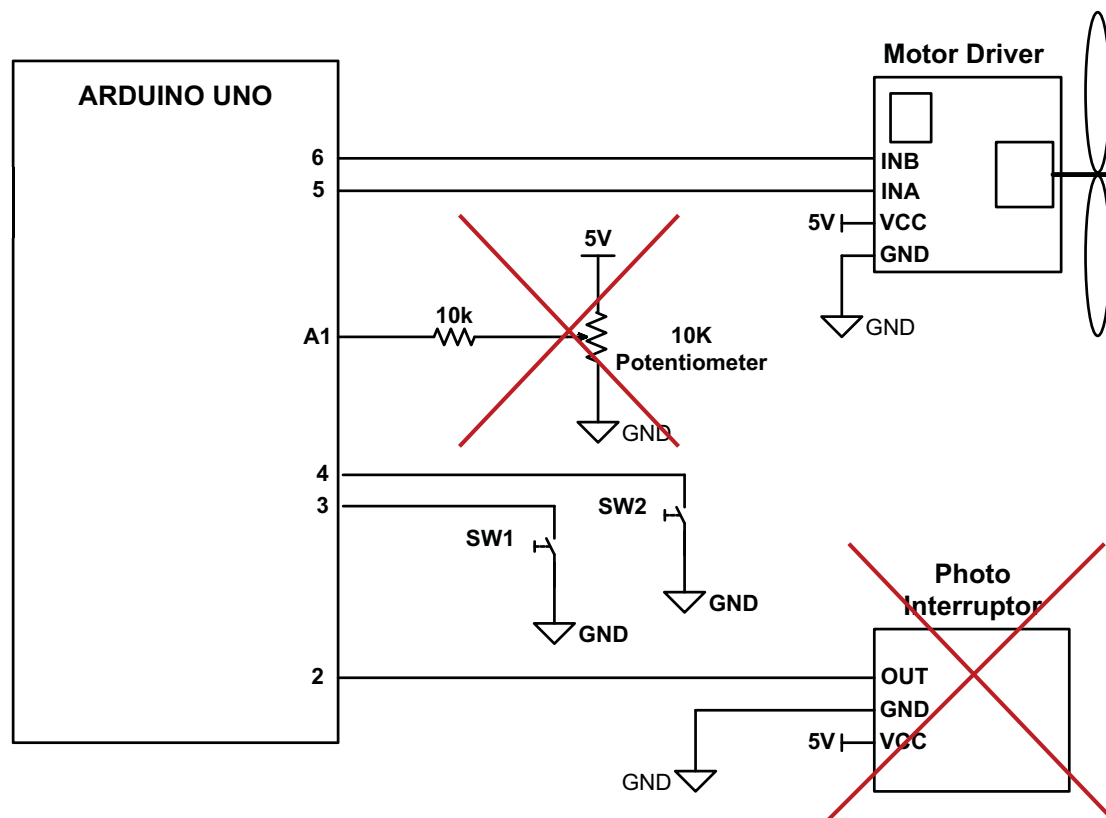 Motor Driver
ARDUINO UNO
6
INB
5
INA
5V
VCC
GND
GND
5V
10k
A1
10K
Potentiometer
GND
4
3
SW2
SW1
GND
GND
Photo
Interruptor
2
OUT
GND
5V
VCC
GND